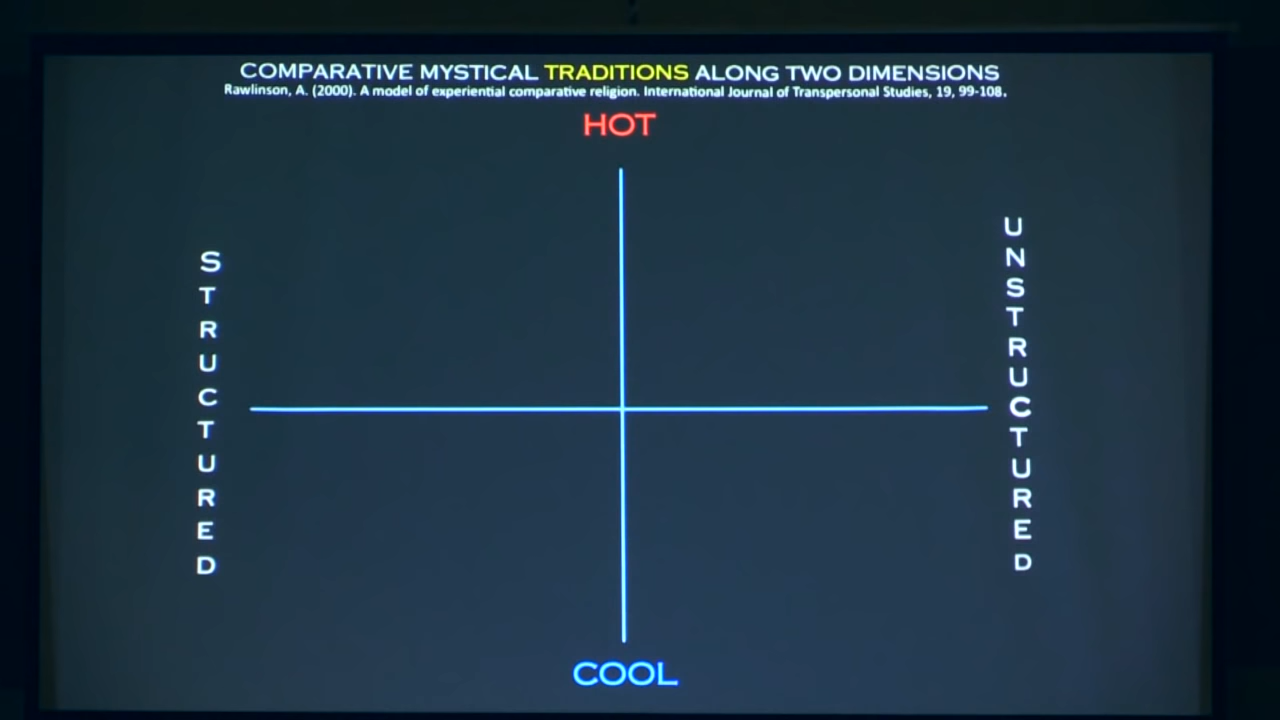 COMPARATIVE MYSTICAL TRADITIONS ALONG TWO DIMENSIONS
Rawlinson, A. (2000). A model of experiential comparative religion. International Journal of Transpersonal Studies, 19, 99-108.
HOT
STRUCTURED
UNSTRUCTURED
COOL